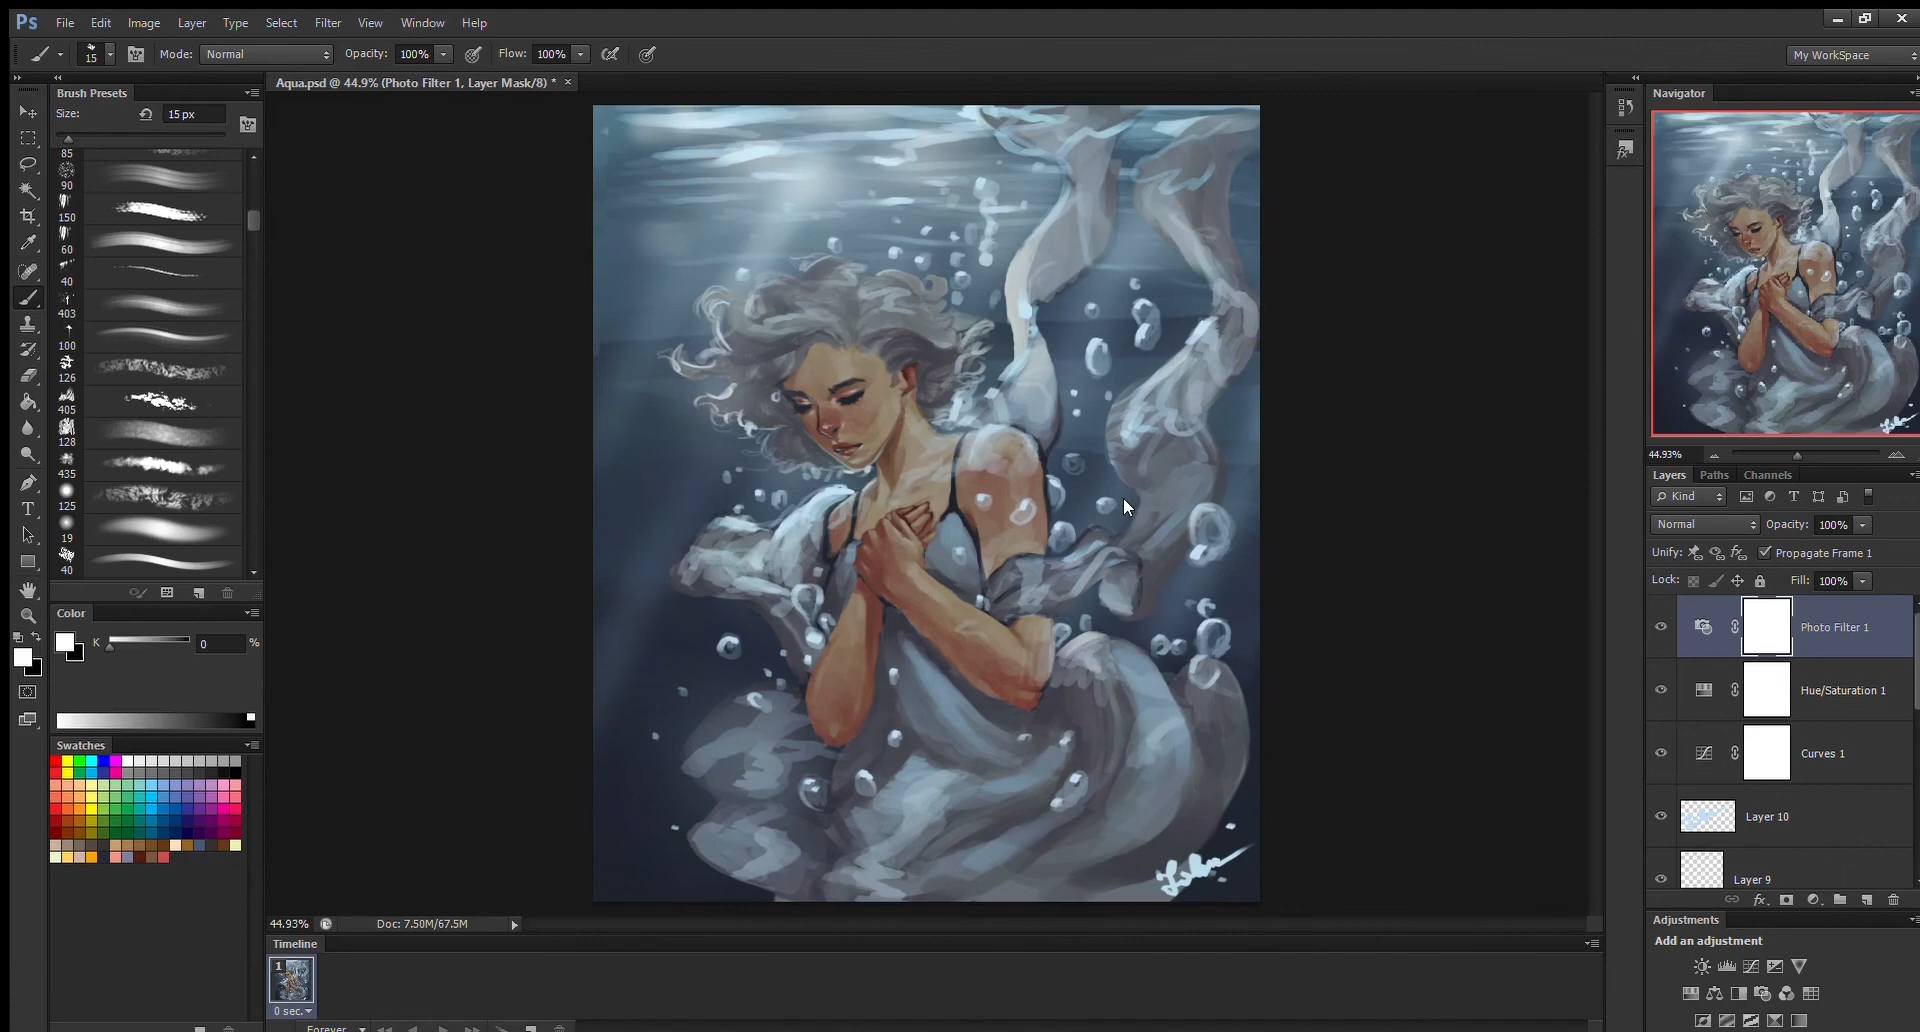 Ps File Edit Image Layer Type Select Filter View Window Help
15 Mode: Normal Opacity: 100% Flow: 100% My WorkSpace
Aqua.psd @ 44.9% (Photo Filter 1, Layer Mask/8) * ×
Brush Presets
Size: 15 px
85
90
150
60
40
403
100
126
405
128
435
125
19
40
Color
K 0 %
Swatches
44.93% Doc: 7.50M/67.5M
Timeline
1
0 sec.
Forever
Navigator
44.93%
Layers Paths Channels
Kind
Normal Opacity: 100%
Unify: Propagate Frame 1
Lock: Fill: 100%
Photo Filter 1
Hue/Saturation 1
Curves 1
Layer 10
Layer 9
Adjustments
Add an adjustment